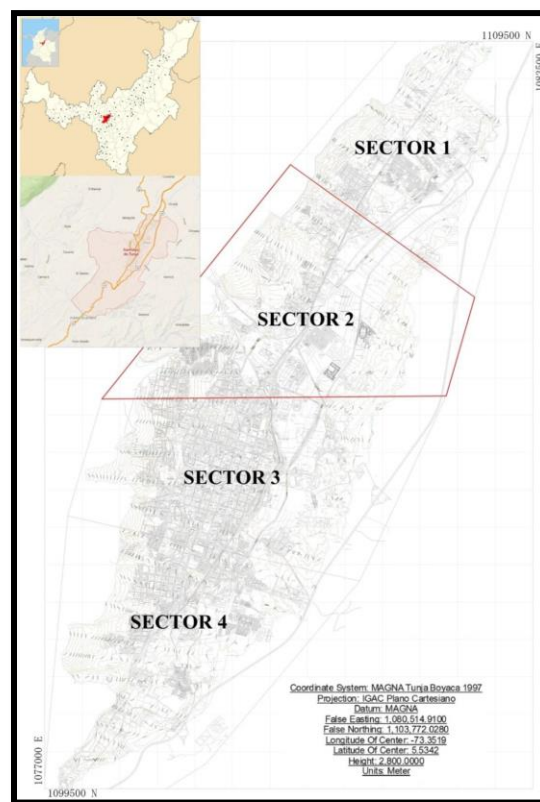 1109500 N
1082500 E
SECTOR 1
SECTOR 2
SECTOR 3
SECTOR 4
Coordinate System: MAGNA Tunja Boyaca 1997
Projection: IGAC Plano Cartesiano
Datum: MAGNA
False Easting: 1,080,514.9100
False Northing: 1,103,772.0280
Longitude Of Center: -73.3519
Latitude Of Center: 5.5342
Height: 2,800.0000
Units: Meter
1077000 E
1099500 N